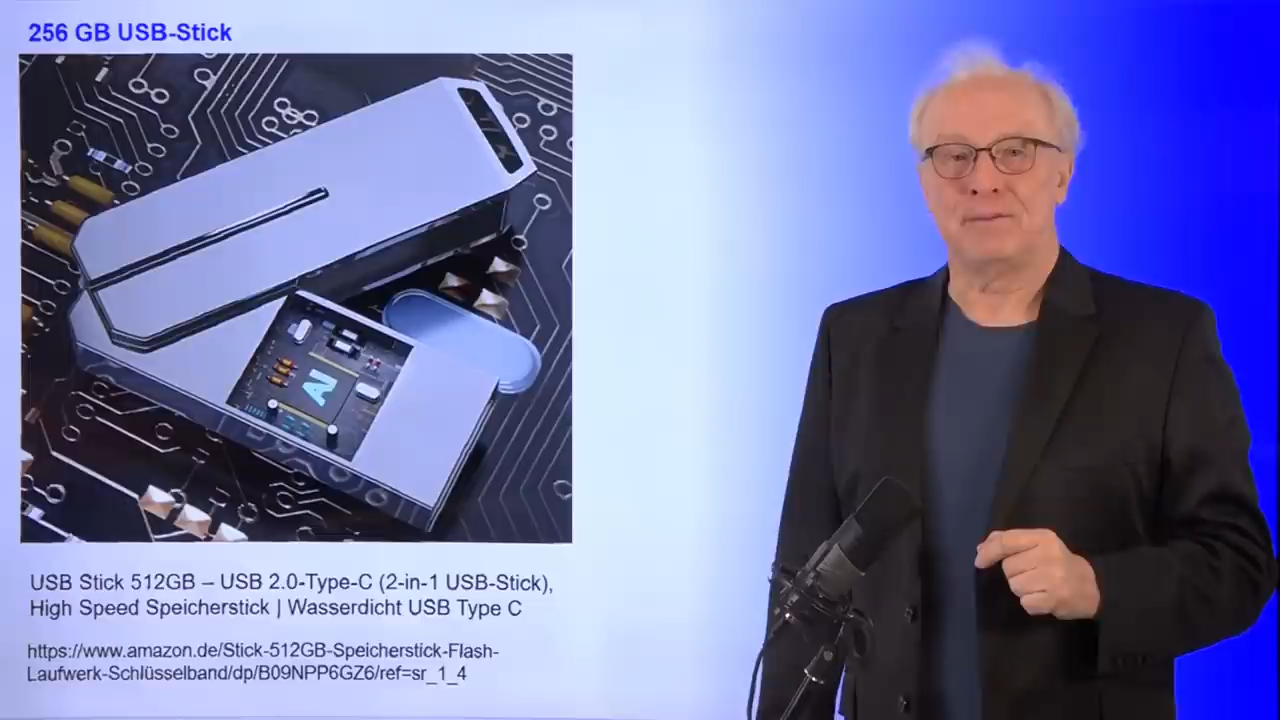 256 GB USB-Stick
AI
USB Stick 512GB – USB 2.0-Type-C (2-in-1 USB-Stick),
High Speed Speicherstick | Wasserdicht USB Type C
https://www.amazon.de/Stick-512GB-Speicherstick-Flash-
Laufwerk-Schlüsselband/dp/B09NPP6GZ6/ref=sr_1_4